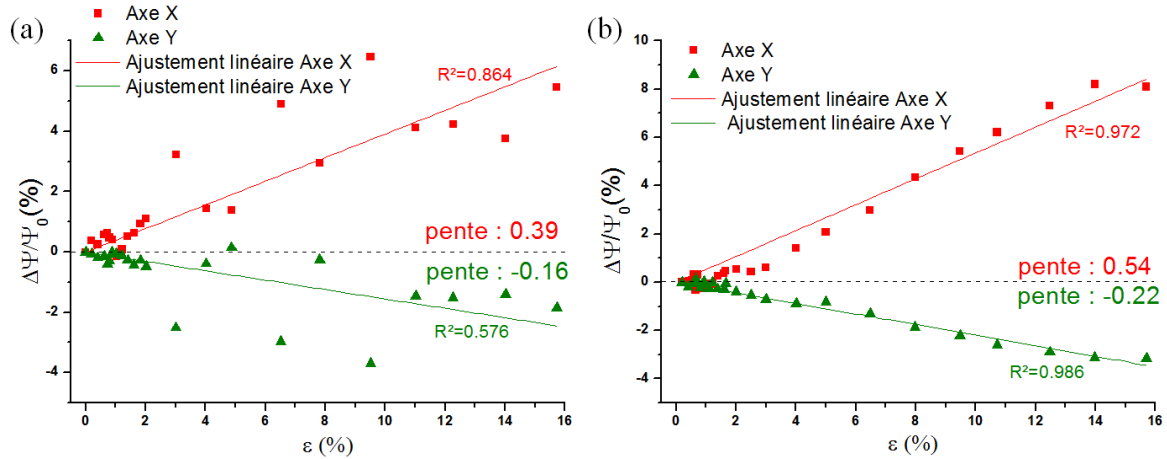 (a)
Axe X
Axe Y
Ajustement linéaire Axe X
Ajustement linéaire Axe Y
R²=0.864
6
4
2
0
-2
-4
ΔΨ/Ψ₀(%)
pente : 0.39
pente : -0.16
R²=0.576
0 2 4 6 8 10 12 14 16
ε (%)
(b)
Axe X
Axe Y
Ajustement linéaire Axe X
Ajustement linéaire Axe Y
R²=0.972
10
8
6
4
2
0
-2
-4
ΔΨ/Ψ₀(%)
pente : 0.54
pente : -0.22
R²=0.986
0 2 4 6 8 10 12 14 16
ε (%)